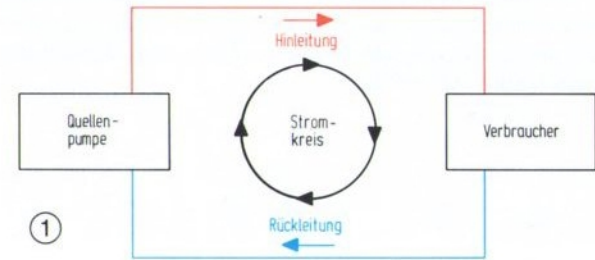 Hinleitung
Quellen-
pumpe
Strom-
kreis
Verbraucher
Rückleitung
1